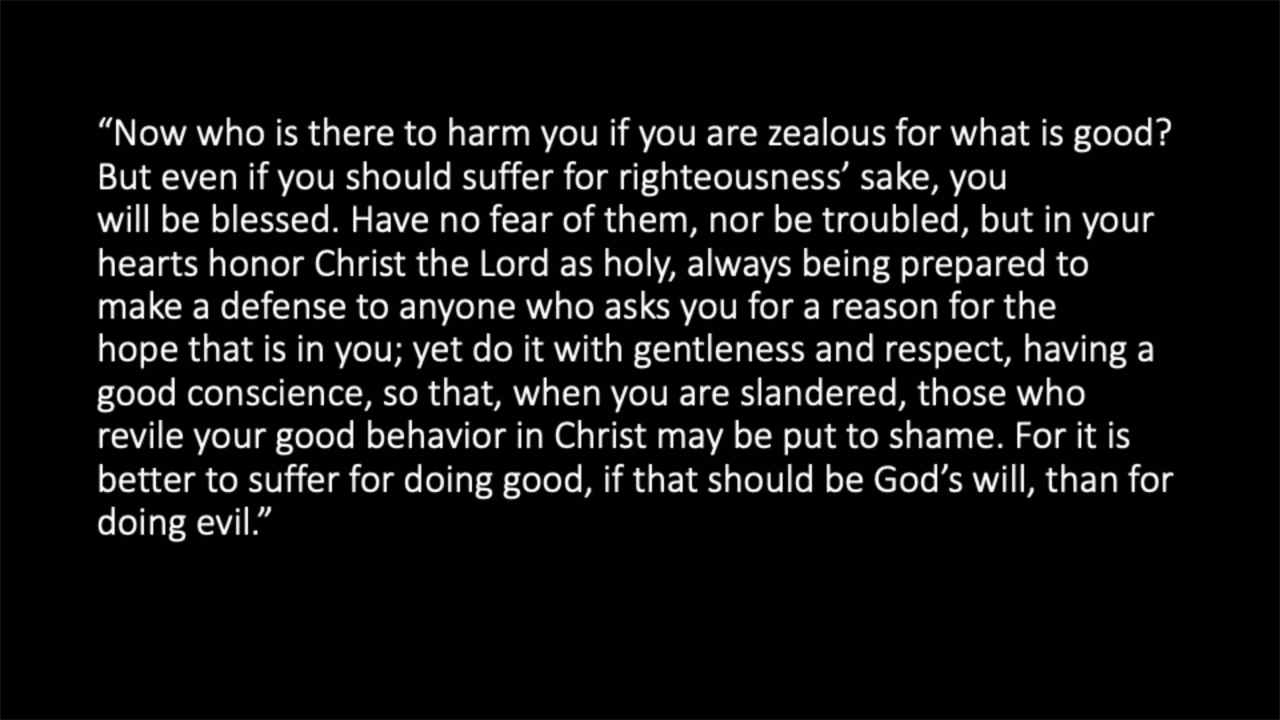 “Now who is there to harm you if you are zealous for what is good?
But even if you should suffer for righteousness’ sake, you
will be blessed. Have no fear of them, nor be troubled, but in your
hearts honor Christ the Lord as holy, always being prepared to
make a defense to anyone who asks you for a reason for the
hope that is in you; yet do it with gentleness and respect, having a
good conscience, so that, when you are slandered, those who
revile your good behavior in Christ may be put to shame. For it is
better to suffer for doing good, if that should be God’s will, than for
doing evil.”